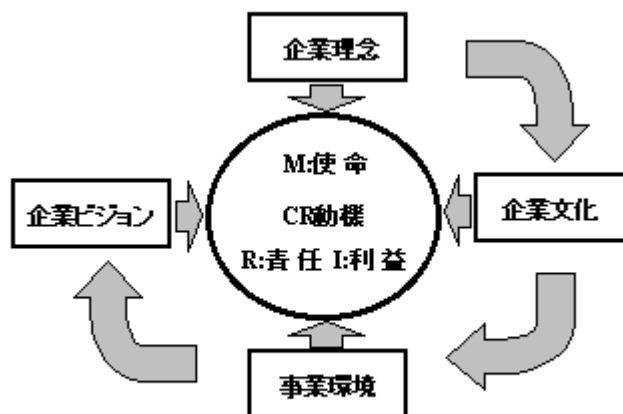 企業理念
M:使 命
企業ビジョン
CR動機
企業文化
R:責 任 I:利 益
事業環境